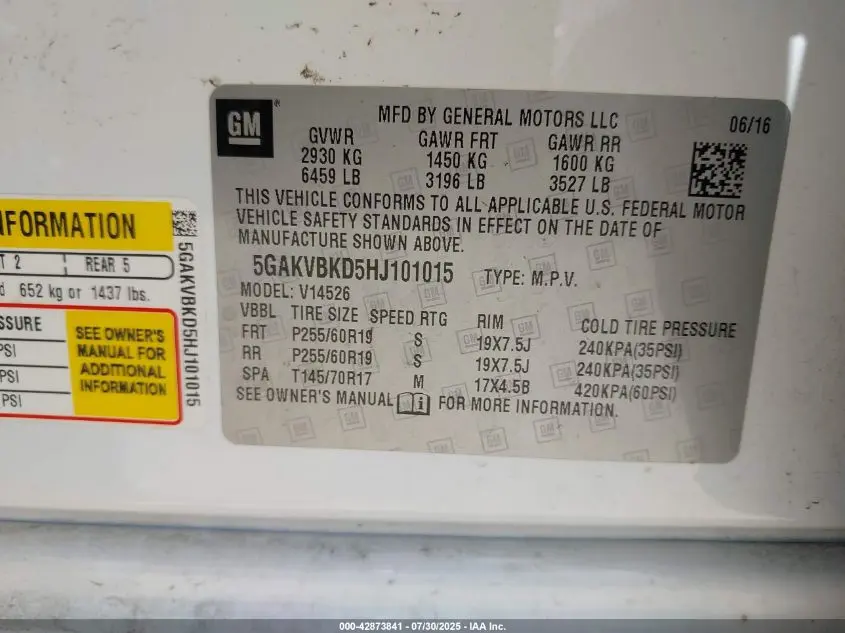 GM
®
MFD BY GENERAL MOTORS LLC
06/16
GVWR GAWR FRT GAWR RR
2930 KG 1450 KG 1600 KG
6459 LB 3196 LB 3527 LB
THIS VEHICLE CONFORMS TO ALL APPLICABLE U.S. FEDERAL MOTOR
VEHICLE SAFETY STANDARDS IN EFFECT ON THE DATE OF
MANUFACTURE SHOWN ABOVE.
5GAKVBKD5HJ101015 TYPE: M.P.V.
MODEL: V14526
VBBL TIRE SIZE SPEED RTG RIM COLD TIRE PRESSURE
FRT P255/60R19 S 19X7.5J 240KPA(35PSI)
RR P255/60R19 S 19X7.5J 240KPA(35PSI)
SPA T145/70R17 M 17X4.5B 420KPA(60PSI)
SEE OWNER'S MANUAL FOR MORE INFORMATION.
NFORMATION
T 2 REAR 5
d 652 kg or 1437 lbs.
SSURE
PSI
PSI
PSI
SEE OWNER'S
MANUAL FOR
ADDITIONAL
INFORMATION
5GAKVBKD5HJ101015
000-42873841 - 07/30/2025 - IAA Inc.